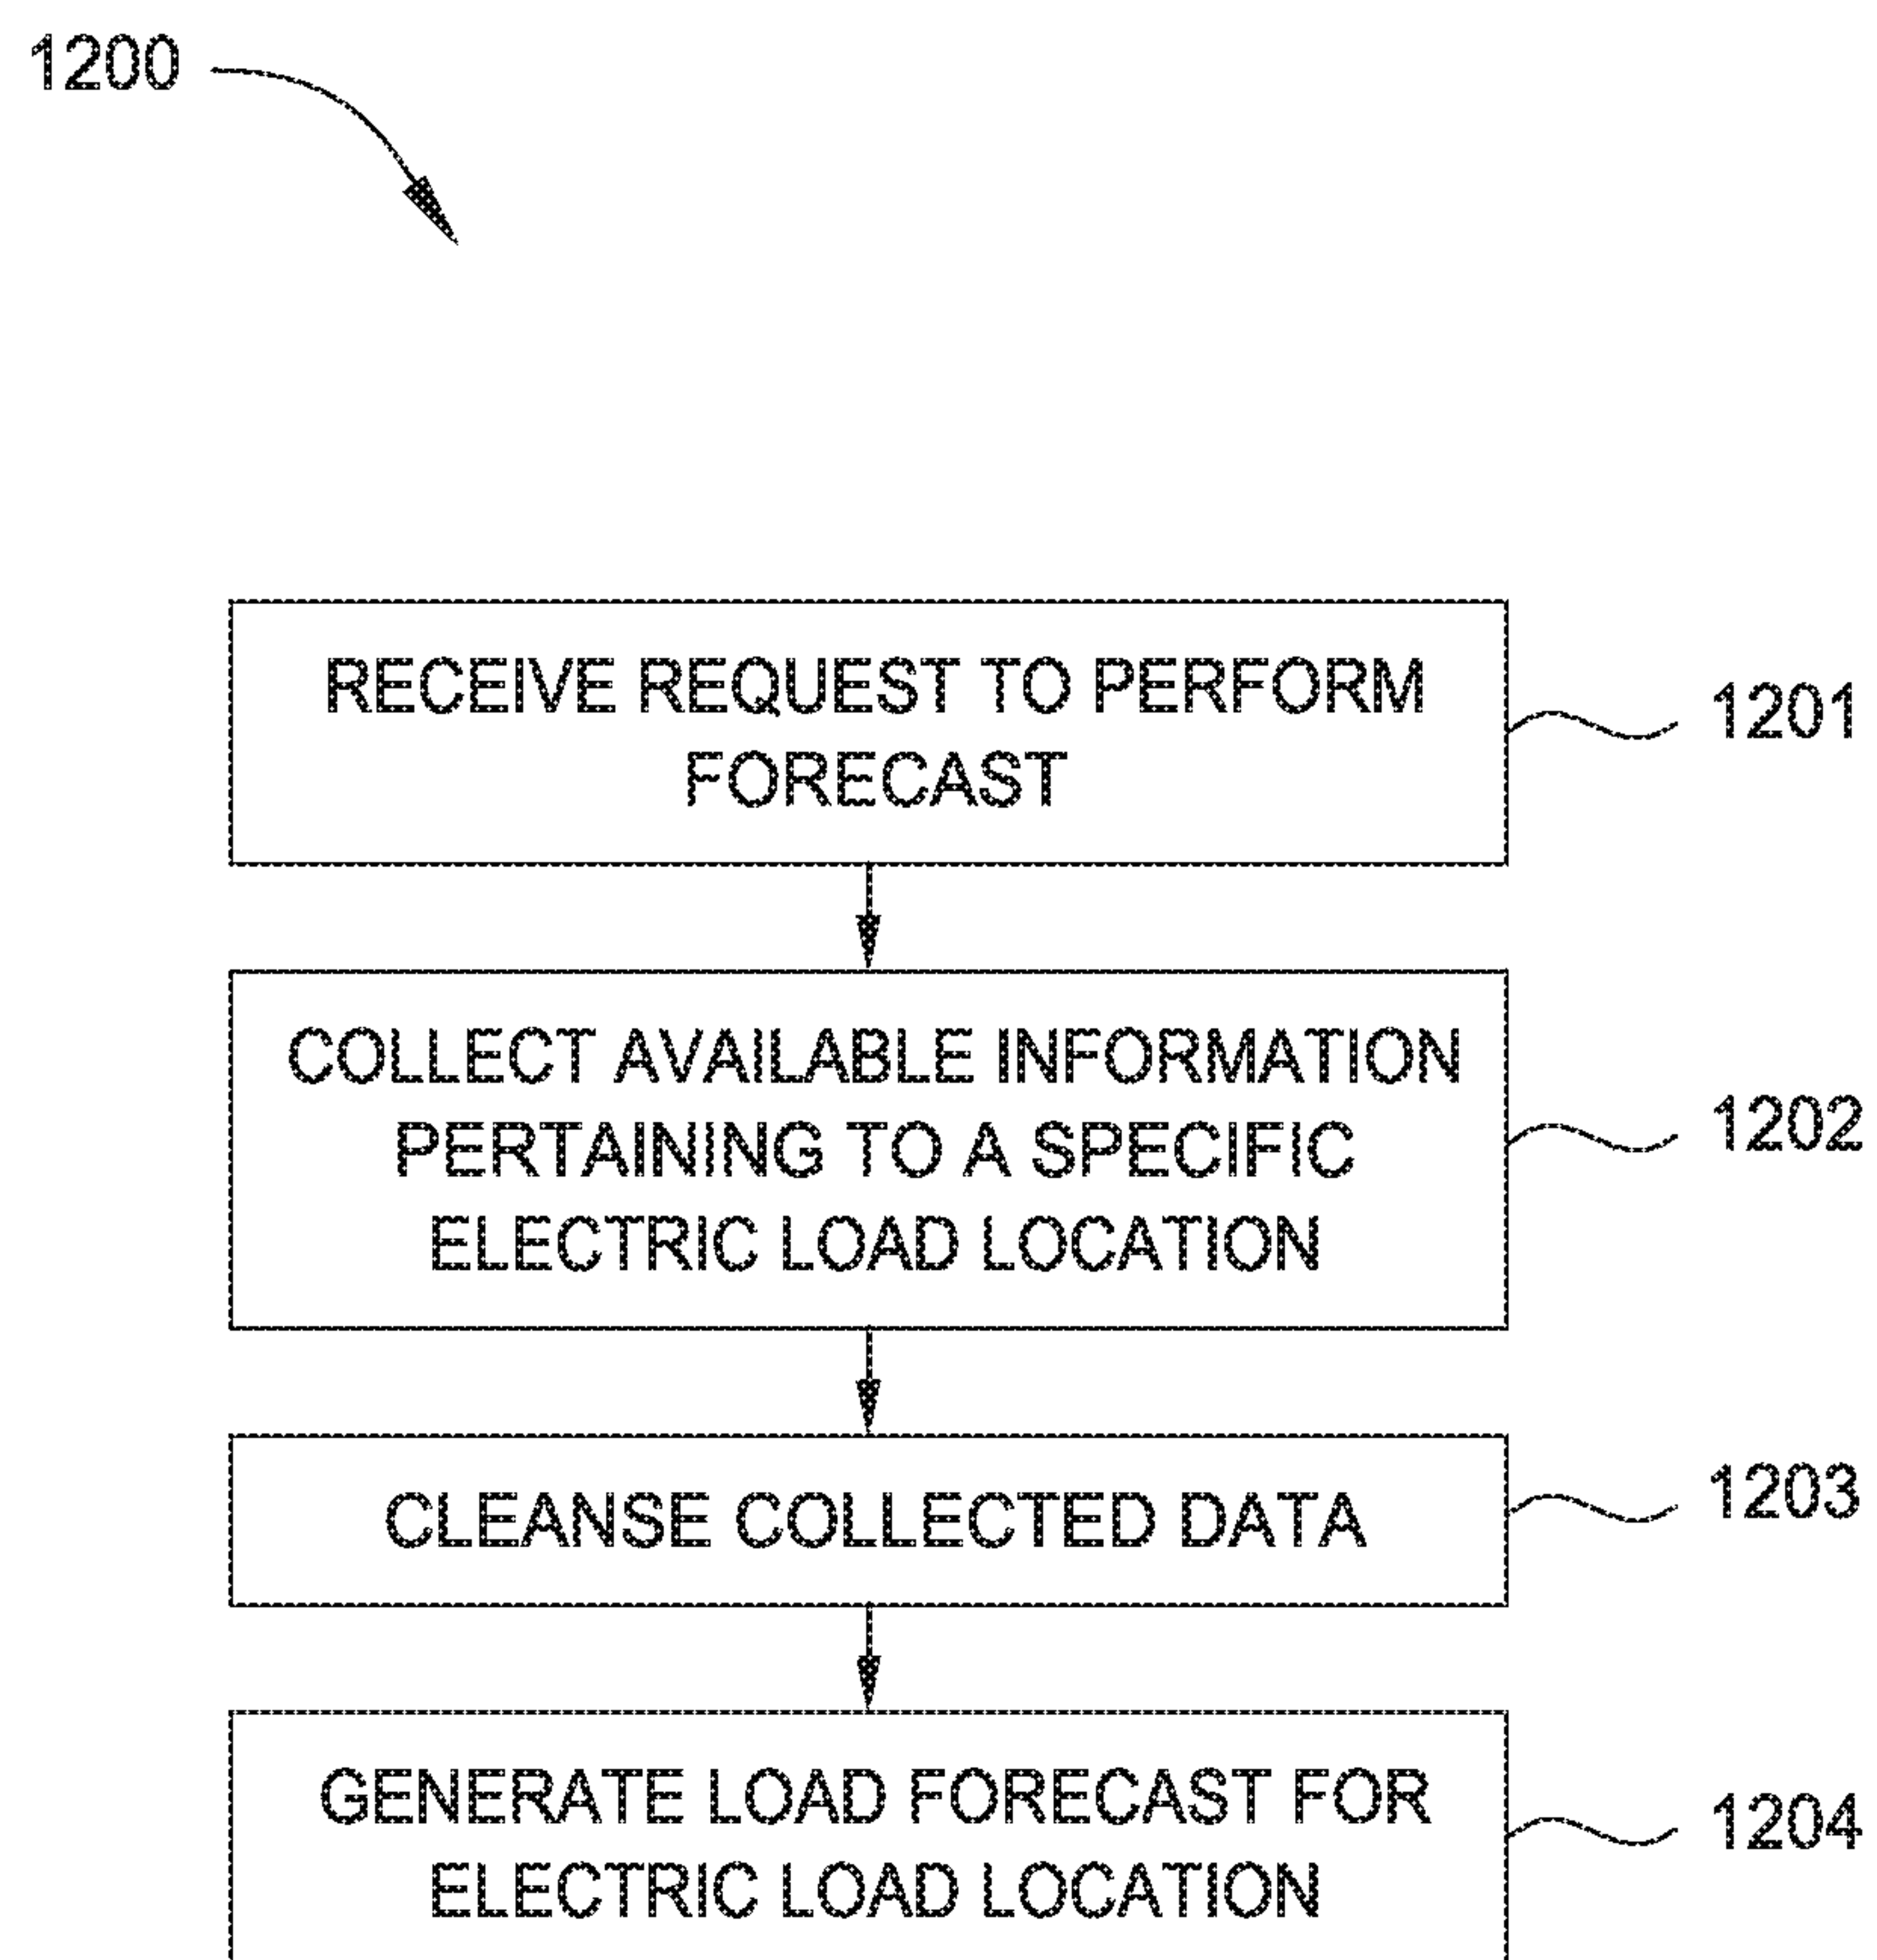 1200
RECEIVE REQUEST TO PERFORM
FORECAST
1201
COLLECT AVAILABLE INFORMATION
PERTAINING TO A SPECIFIC
ELECTRIC LOAD LOCATION
1202
CLEANSE COLLECTED DATA
1203
GENERATE LOAD FORECAST FOR
ELECTRIC LOAD LOCATION
1204